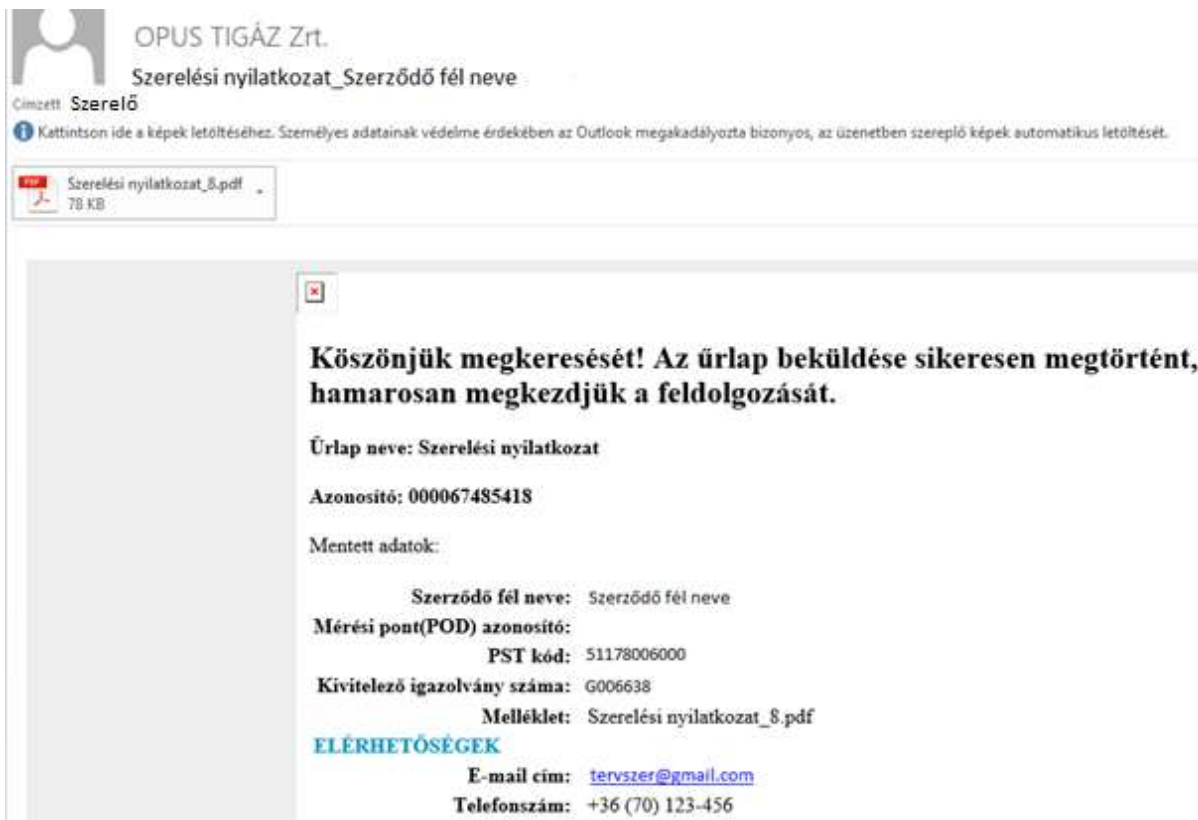 OPUS TIGÁZ Zrt.
Szerelési nyilatkozat_Szerződő fél neve
Címzett Szerelő
Kattintson ide a képek letöltéséhez. Személyes adatainak védelme érdekében az Outlook megakadályozta bizonyos, az üzenetben szereplő képek automatikus letöltését.
PDF
Szerelési nyilatkozat_8.pdf
78 KB
Köszönjük megkeresését! Az űrlap beküldése sikeresen megtörtént,
hamarosan megkezdjük a feldolgozását.
Űrlap neve: Szerelési nyilatkozat
Azonosító: 000067485418
Mentett adatok:
Szerződő fél neve: Szerződő fél neve
Mérési pont(POD) azonosító:
PST kód: 51178006000
Kivitelező igazolvány száma: G006638
Melléklet: Szerelési nyilatkozat_8.pdf
ELÉRHETŐSÉGEK
E-mail cím: tervszer@gmail.com
Telefonszám: +36 (70) 123-456